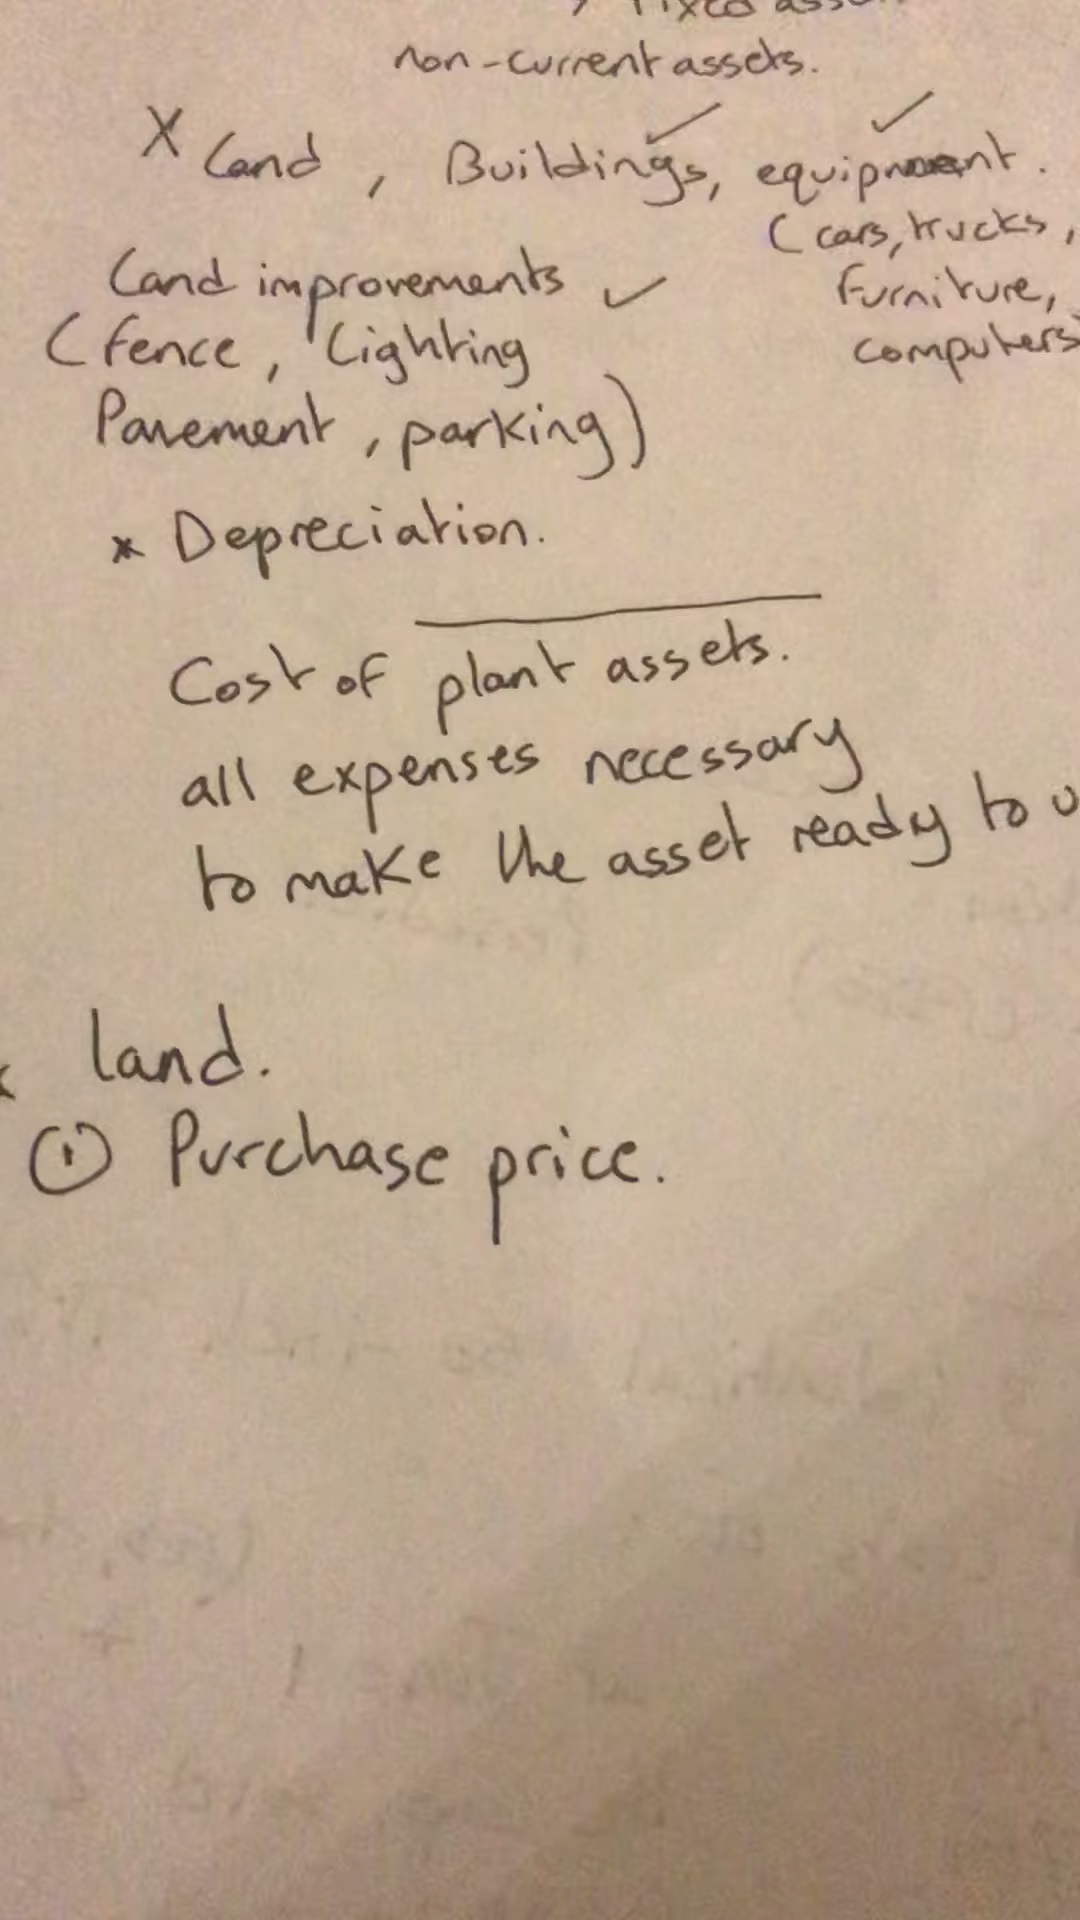 fixed
non-current assets.
X Land, Buildings, equipment.
(cars, trucks,
Land improvements ✓
furniture,
(fence, Lighting
computers
Pavement, parking)
* Depreciation.
Cost of plant assets.
all expenses necessary
to make the asset ready to
land.
① Purchase price.